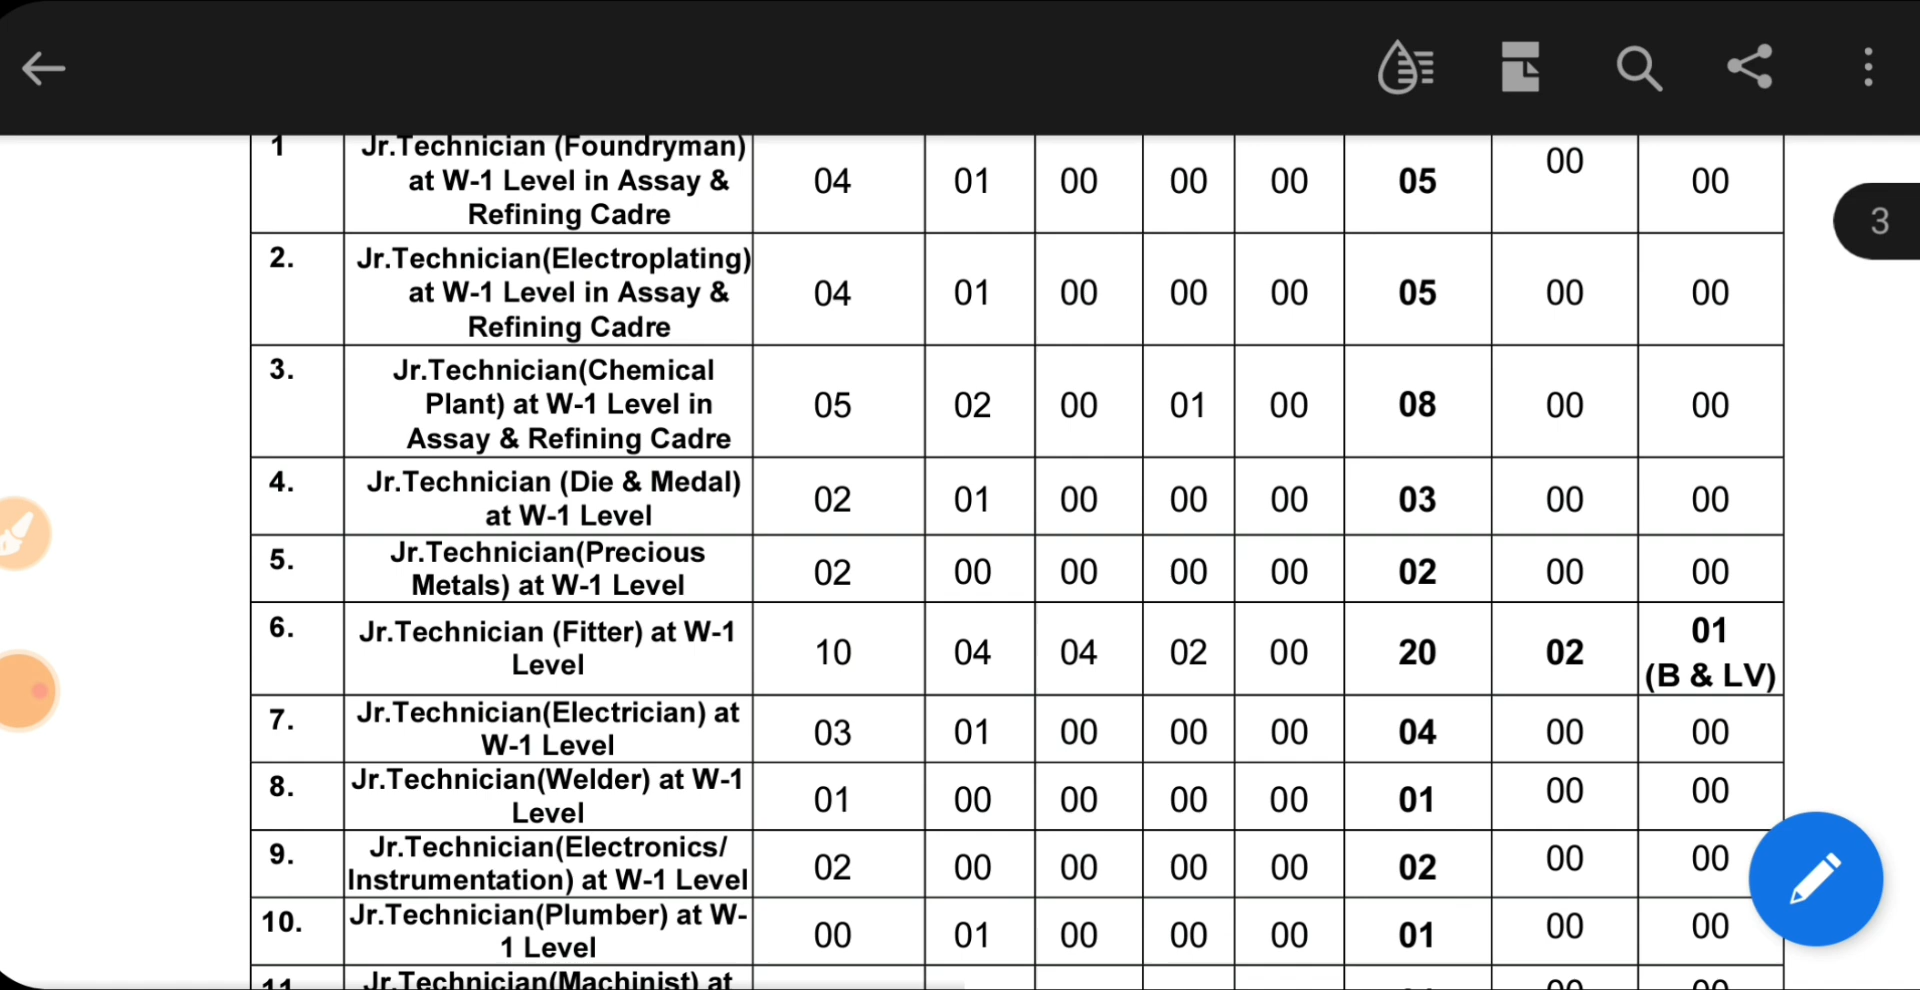 3
1 Jr.Technician (Foundryman) at W-1 Level in Assay & Refining Cadre 04 01 00 00 00 05 00 00
2. Jr.Technician(Electroplating) at W-1 Level in Assay & Refining Cadre 04 01 00 00 00 05 00 00
3. Jr.Technician(Chemical Plant) at W-1 Level in Assay & Refining Cadre 05 02 00 01 00 08 00 00
4. Jr.Technician (Die & Medal) at W-1 Level 02 01 00 00 00 03 00 00
5. Jr.Technician(Precious Metals) at W-1 Level 02 00 00 00 00 02 00 00
6. Jr.Technician (Fitter) at W-1 Level 10 04 04 02 00 20 02 01 (B & LV)
7. Jr.Technician(Electrician) at W-1 Level 03 01 00 00 00 04 00 00
8. Jr.Technician(Welder) at W-1 Level 01 00 00 00 00 01 00 00
9. Jr.Technician(Electronics/ Instrumentation) at W-1 Level 02 00 00 00 00 02 00 00
10. Jr.Technician(Plumber) at W-1 Level 00 01 00 00 00 01 00 00
11 Jr.Technician(Machinist) at 00 00